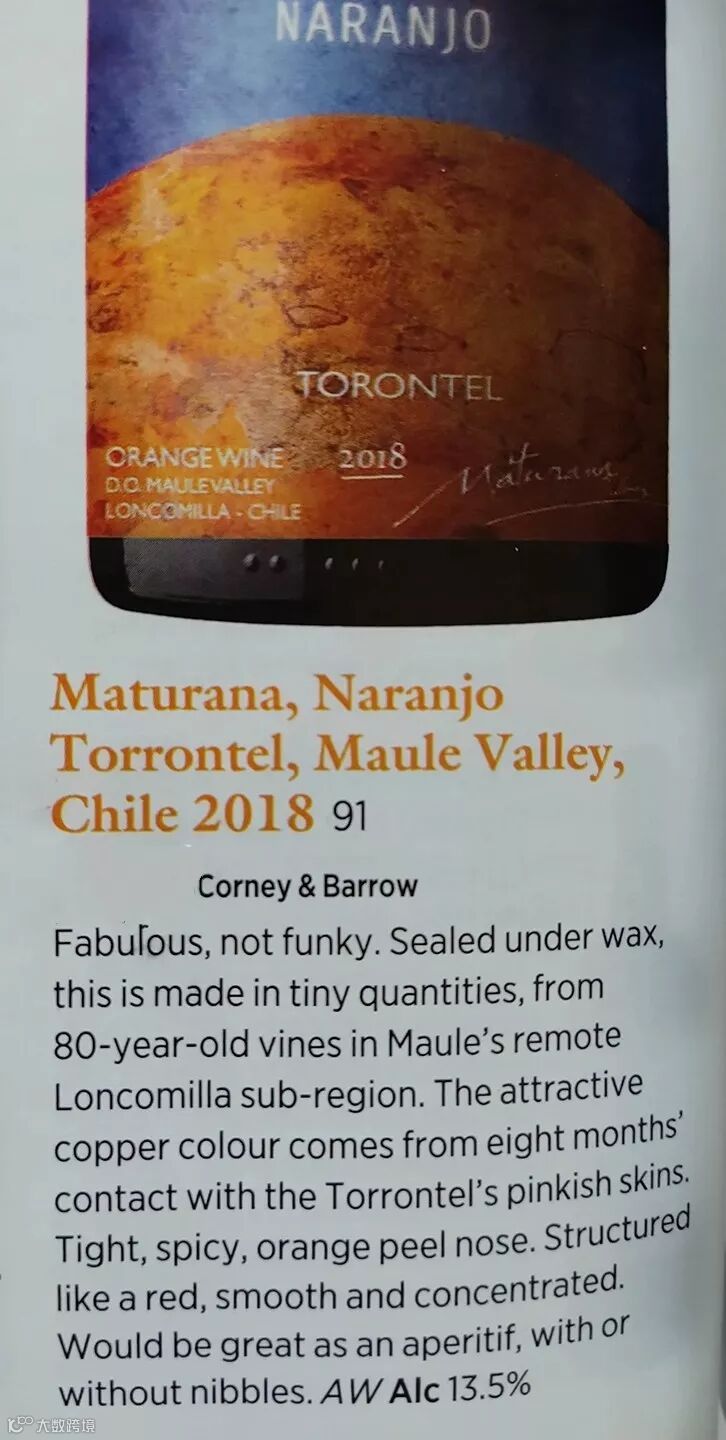 NARANJO
TORONTEL
ORANGE WINE
2018
Maturana
D.O. MAULE VALLEY
LONCOMILLA - CHILE
Maturana, Naranjo
Torrontel, Maule Valley,
Chile 2018 91
Corney & Barrow
Fabulous, not funky. Sealed under wax,
this is made in tiny quantities, from
80-year-old vines in Maule's remote
Loncomilla sub-region. The attractive
copper colour comes from eight months'
contact with the Torrontel's pinkish skins.
Tight, spicy, orange peel nose. Structured
like a red, smooth and concentrated.
Would be great as an aperitif, with or
without nibbles. AW Alc 13.5%
大数跨境